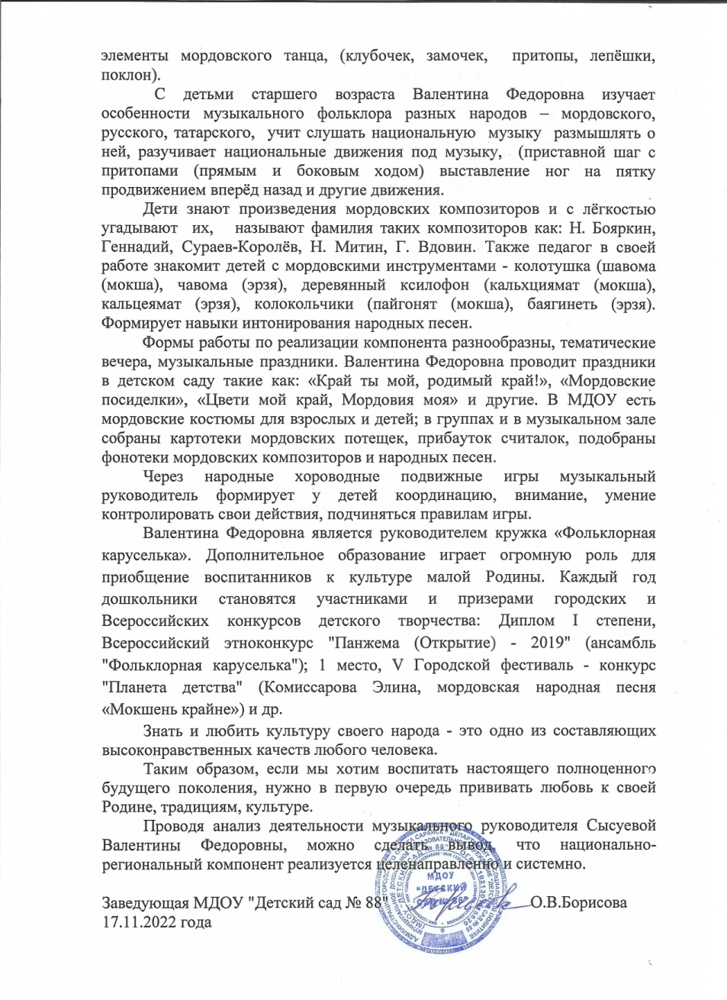 элементы мордовского танца, (клубочек, замочек, притопы, лепёшки,
поклон).
С детьми старшего возраста Валентина Федоровна изучает
особенности музыкального фольклора разных народов – мордовского,
русского, татарского, учит слушать национальную музыку размышлять о
ней, разучивает национальные движения под музыку, (приставной шаг с
притопами (прямым и боковым ходом) выставление ног на пятку
продвижением вперёд назад и другие движения.
Дети знают произведения мордовских композиторов и с лёгкостью
угадывают их, называют фамилия таких композиторов как: Н. Бояркин,
Геннадий, Сураев-Королёв, Н. Митин, Г. Вдовин. Также педагог в своей
работе знакомит детей с мордовскими инструментами - колотушка (шавома
(мокша), чавома (эрзя), деревянный ксилофон (кальхциямат (мокша),
кальцеямат (эрзя), колокольчики (пайгонят (мокша), баягинеть (эрзя).
Формирует навыки интонирования народных песен.
Формы работы по реализации компонента разнообразны, тематические
вечера, музыкальные праздники. Валентина Федоровна проводит праздники
в детском саду такие как: «Край ты мой, родимый край!», «Мордовские
посиделки», «Цвети мой край, Мордовия моя» и другие. В МДОУ есть
мордовские костюмы для взрослых и детей; в группах и в музыкальном зале
собраны картотеки мордовских потещек, прибауток считалок, подобраны
фонотеки мордовских композиторов и народных песен.
Через народные хороводные подвижные игры музыкальный
руководитель формирует у детей координацию, внимание, умение
контролировать свои действия, подчиняться правилам игры.
Валентина Федоровна является руководителем кружка «Фольклорная
каруселька». Дополнительное образование играет огромную роль для
приобщение воспитанников к культуре малой Родины. Каждый год
дошкольники становятся участниками и призерами городских и
Всероссийских конкурсов детского творчества: Диплом I степени,
Всероссийский этноконкурс "Панжема (Открытие) - 2019" (ансамбль
"Фольклорная каруселька"); 1 место, V Городской фестиваль - конкурс
"Планета детства" (Комиссарова Элина, мордовская народная песня
«Мокшень крайне») и др.
Знать и любить культуру своего народа - это одно из составляющих
высоконравственных качеств любого человека.
Таким образом, если мы хотим воспитать настоящего полноценного
будущего поколения, нужно в первую очередь прививать любовь к своей
Родине, традициям, культуре.
Проводя анализ деятельности музыкального руководителя Сысуевой
Валентины Федоровны, можно сделать вывод, что национально-
региональный компонент реализуется целенаправленно и системно.
Заведующая МДОУ "Детский сад № 88" О.В.Борисова
17.11.2022 года
МДОУ
"ДЕТСКИЙ
САД № 88"